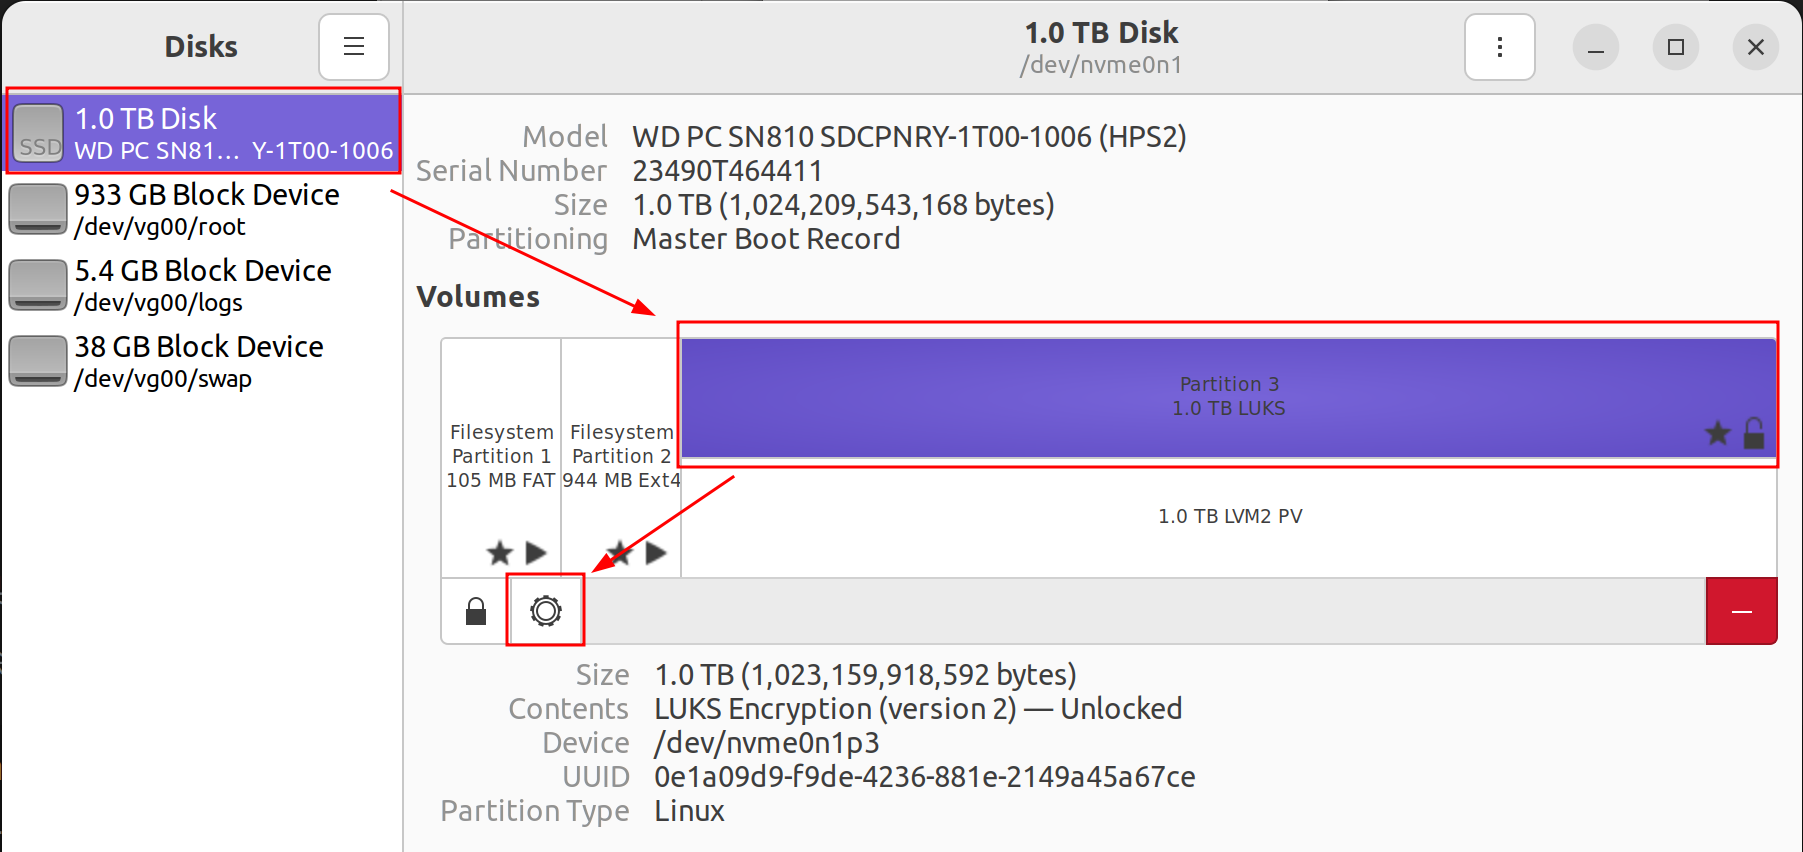 Disks
1.0 TB Disk
/dev/nvme0n1
SSD
1.0 TB Disk
WD PC SN81… Y-1T00-1006
933 GB Block Device
/dev/vg00/root
5.4 GB Block Device
/dev/vg00/logs
38 GB Block Device
/dev/vg00/swap
Model WD PC SN810 SDCPNRY-1T00-1006 (HPS2)
Serial Number 23490T464411
Size 1.0 TB (1,024,209,543,168 bytes)
Partitioning Master Boot Record
Volumes
Filesystem
Partition 1
105 MB FAT
Filesystem
Partition 2
944 MB Ext4
Partition 3
1.0 TB LUKS
1.0 TB LVM2 PV
Size 1.0 TB (1,023,159,918,592 bytes)
Contents LUKS Encryption (version 2) — Unlocked
Device /dev/nvme0n1p3
UUID 0e1a09d9-f9de-4236-881e-2149a45a67ce
Partition Type Linux